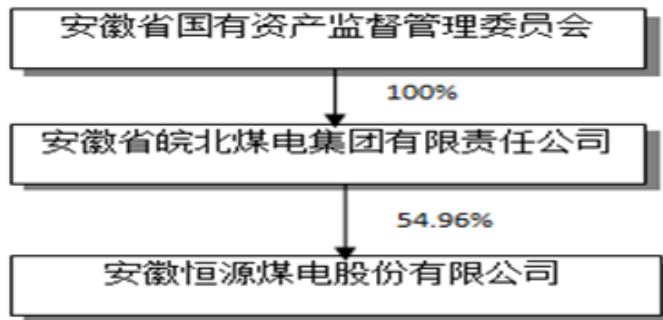 安徽省国有资产监督管理委员会
100%
安徽省皖北煤电集团有限责任公司
54.96%
安徽恒源煤电股份有限公司